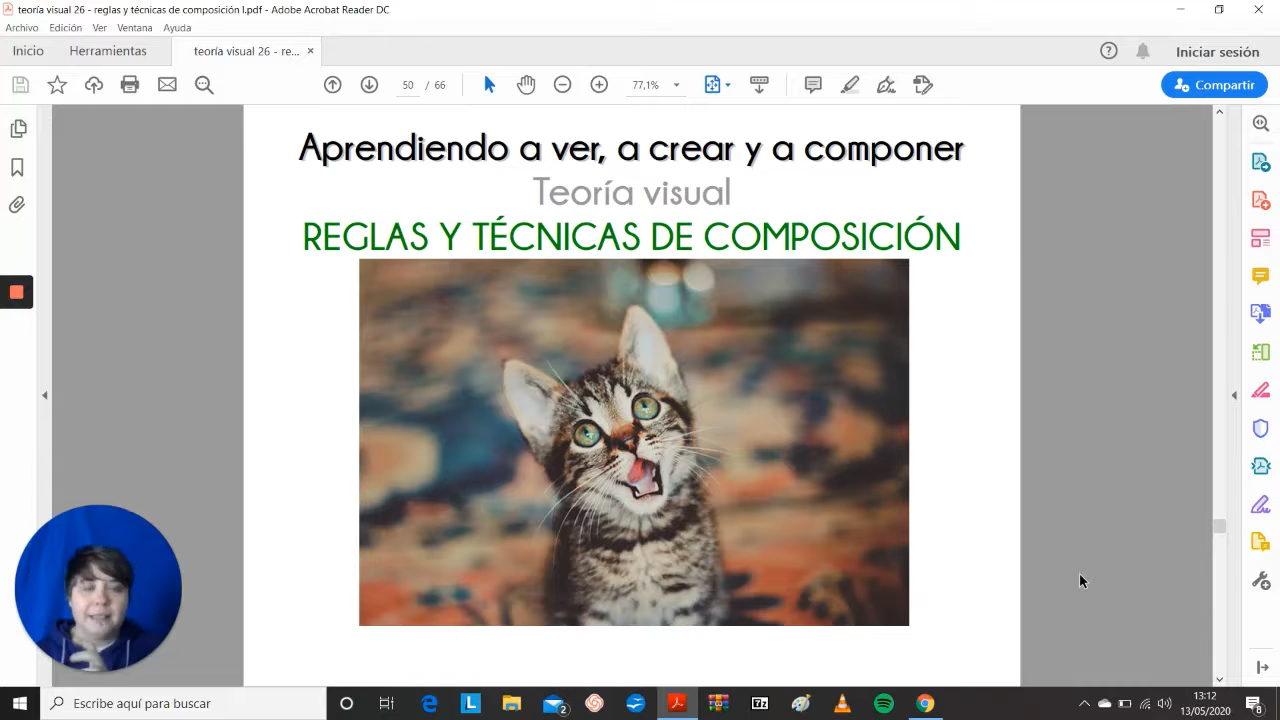 teoría visual 26 - reglas y técnicas de composición I.pdf - Adobe Acrobat Reader DC
Archivo Edición Ver Ventana Ayuda
Inicio Herramientas teoría visual 26 - re... × Iniciar sesión
50 / 66 77,1% Compartir
Aprendiendo a ver, a crear y a componer
Teoría visual
REGLAS Y TÉCNICAS DE COMPOSICIÓN
Escribe aquí para buscar
13:12
13/05/2020